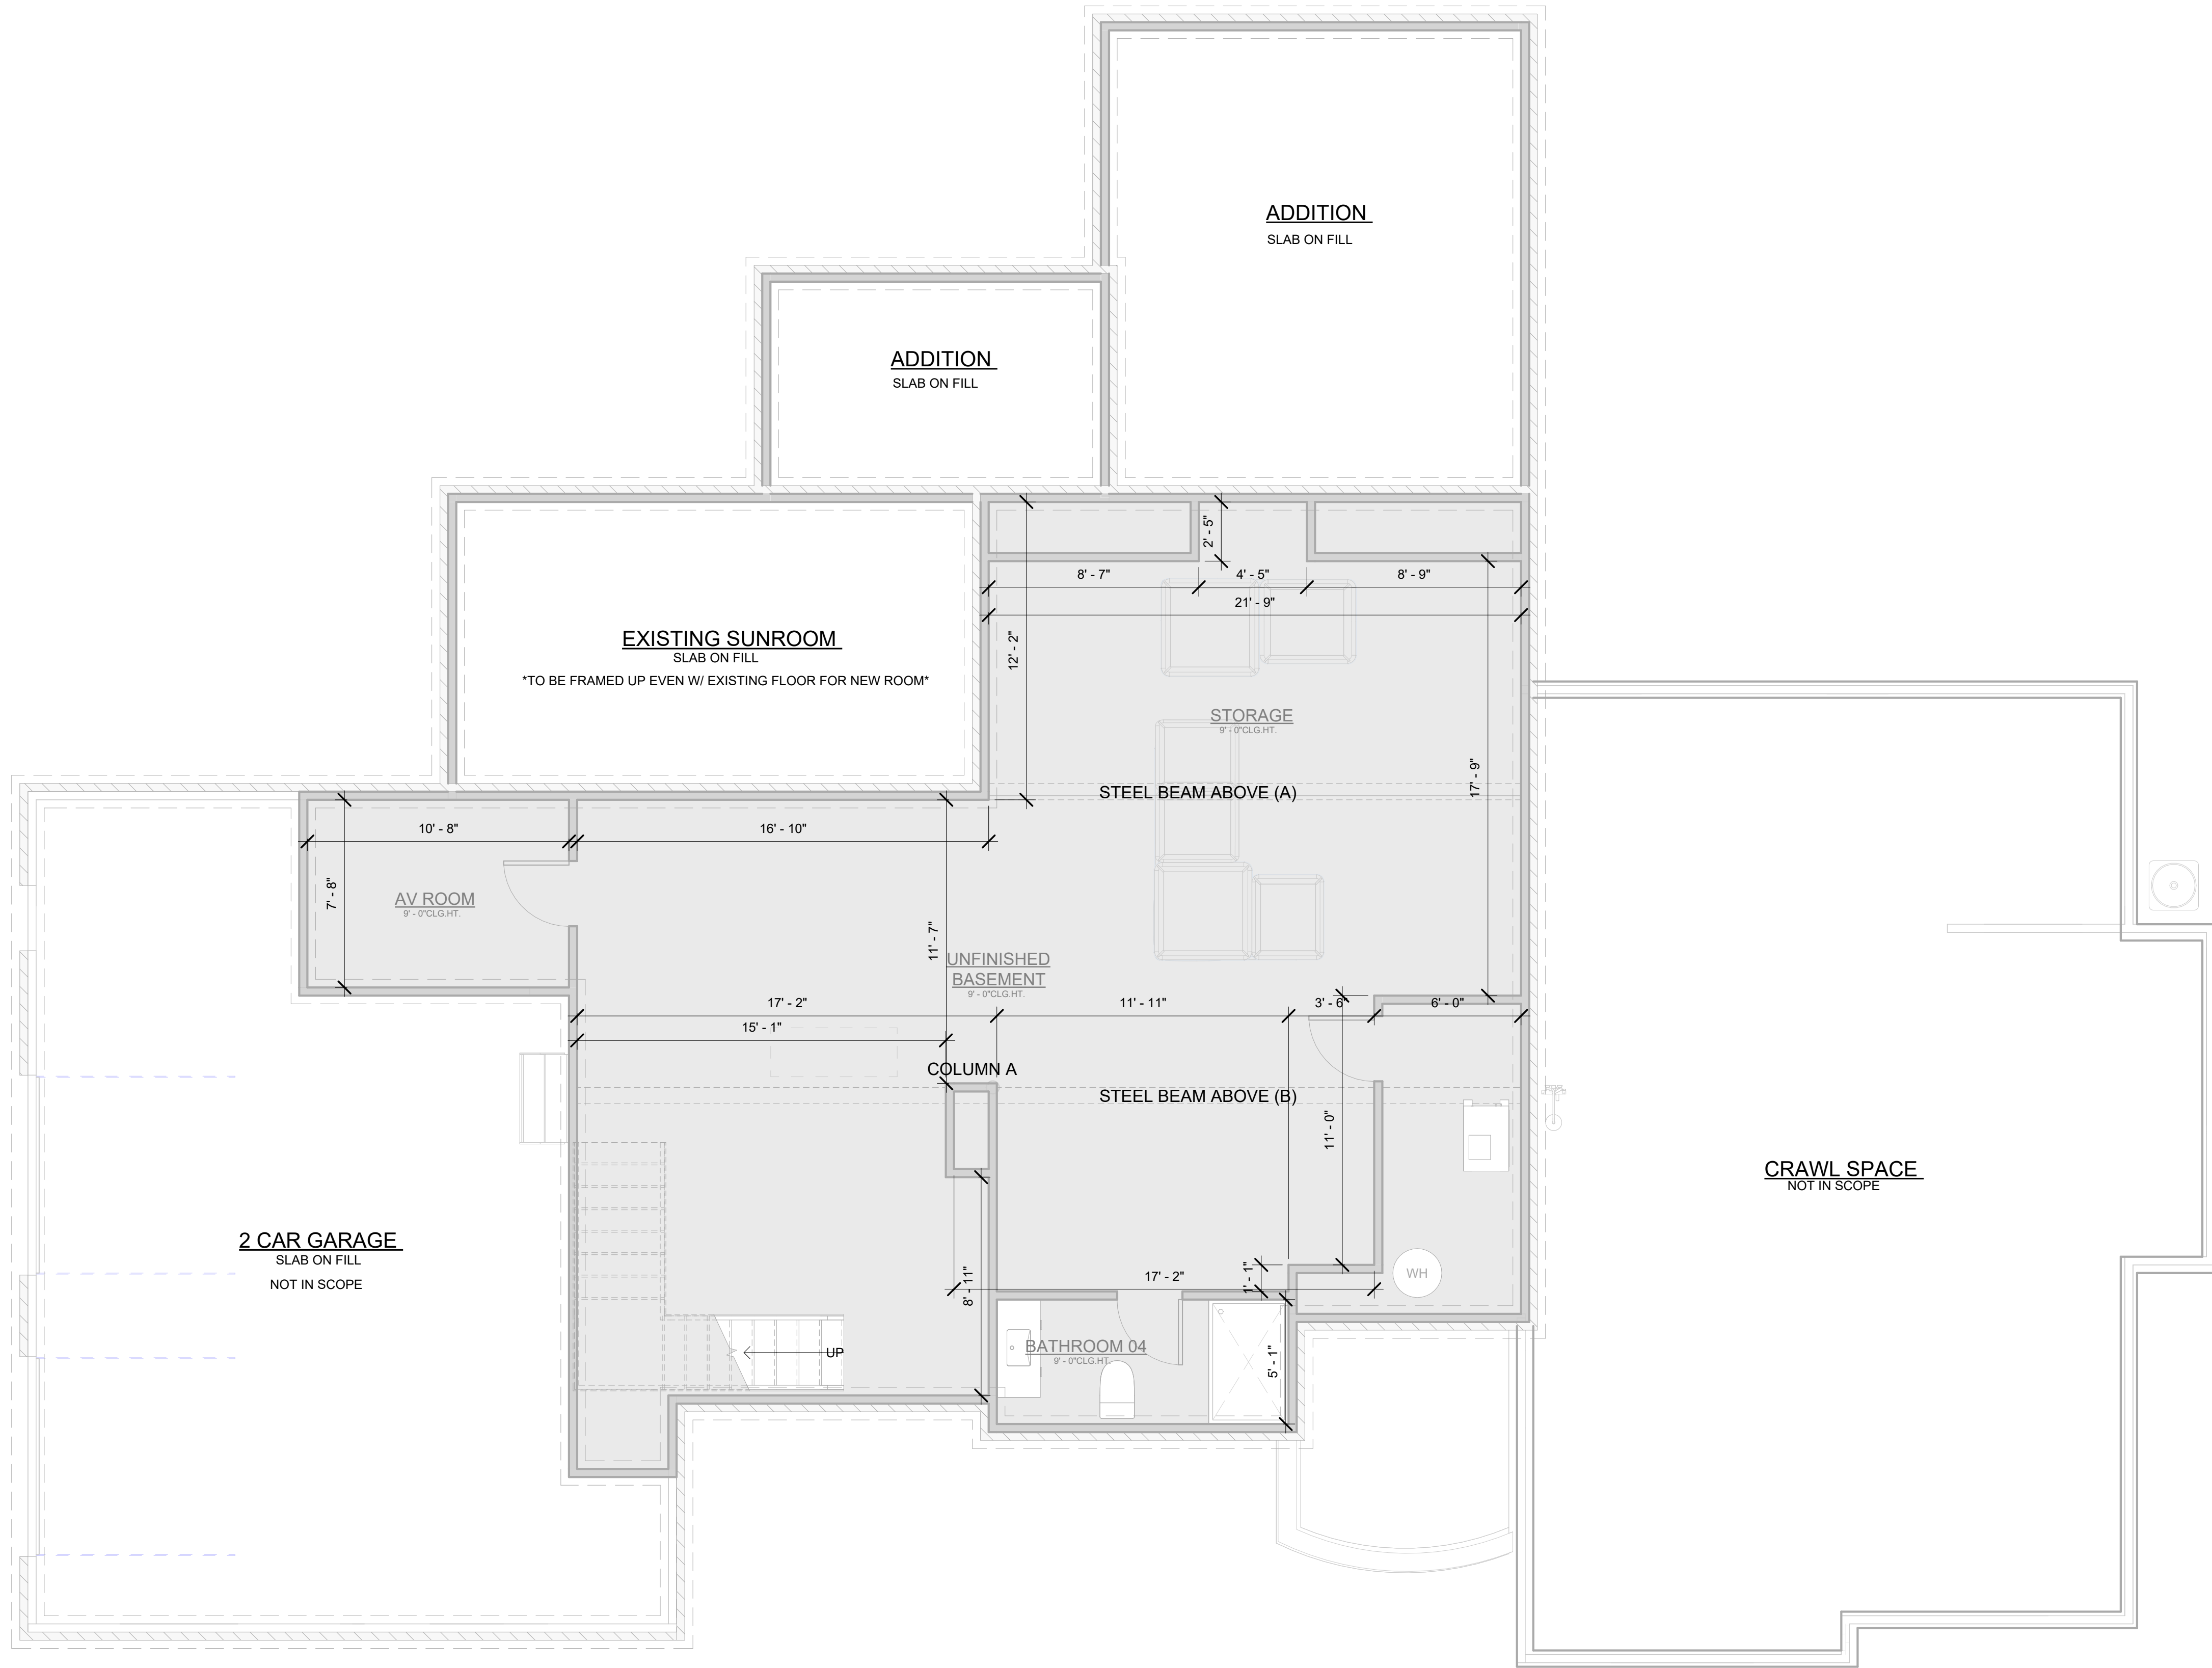 ADDITION
SLAB ON FILL
ADDITION
SLAB ON FILL
2' - 5"
8' - 7"
4' - 5"
8' - 9"
21' - 9"
EXISTING SUNROOM
SLAB ON FILL
*TO BE FRAMED UP EVEN W/ EXISTING FLOOR FOR NEW ROOM*
12' - 2"
STORAGE
9' - 0"CLG.HT.
17' - 9"
STEEL BEAM ABOVE (A)
10' - 8"
16' - 10"
7' - 8"
AV ROOM
9' - 0"CLG.HT.
11' - 7"
UNFINISHED
BASEMENT
9' - 0"CLG.HT.
17' - 2"
11' - 11"
3' - 6"
6' - 0"
15' - 1"
COLUMN A
STEEL BEAM ABOVE (B)
11' - 0"
CRAWL SPACE
NOT IN SCOPE
2 CAR GARAGE
SLAB ON FILL
NOT IN SCOPE
8' - 11"
17' - 2"
1' - 1"
WH
UP
BATHROOM 04
9' - 0"CLG.HT.
5' - 1"